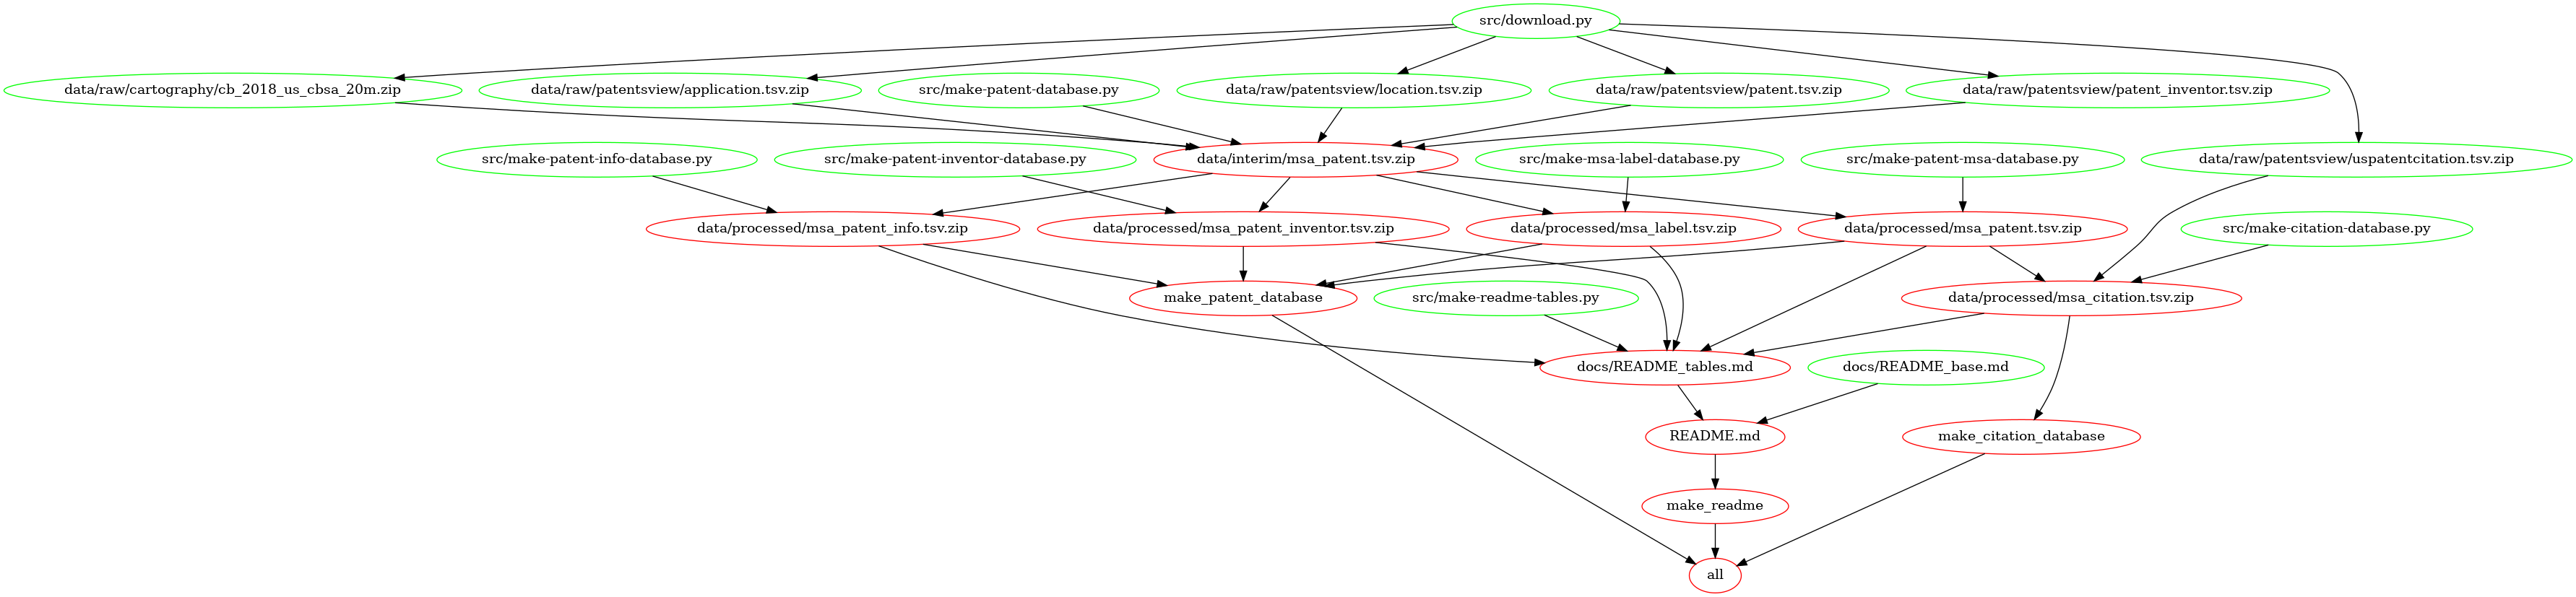 src/download.py
data/raw/cartography/cb_2018_us_cbsa_20m.zip
data/raw/patentsview/application.tsv.zip
src/make-patent-database.py
data/raw/patentsview/location.tsv.zip
data/raw/patentsview/patent.tsv.zip
data/raw/patentsview/patent_inventor.tsv.zip
src/make-patent-info-database.py
src/make-patent-inventor-database.py
data/interim/msa_patent.tsv.zip
src/make-msa-label-database.py
src/make-patent-msa-database.py
data/raw/patentsview/uspatentcitation.tsv.zip
data/processed/msa_patent_info.tsv.zip
data/processed/msa_patent_inventor.tsv.zip
data/processed/msa_label.tsv.zip
data/processed/msa_patent.tsv.zip
src/make-citation-database.py
make_patent_database
src/make-readme-tables.py
data/processed/msa_citation.tsv.zip
docs/README_tables.md
docs/README_base.md
README.md
make_citation_database
make_readme
all